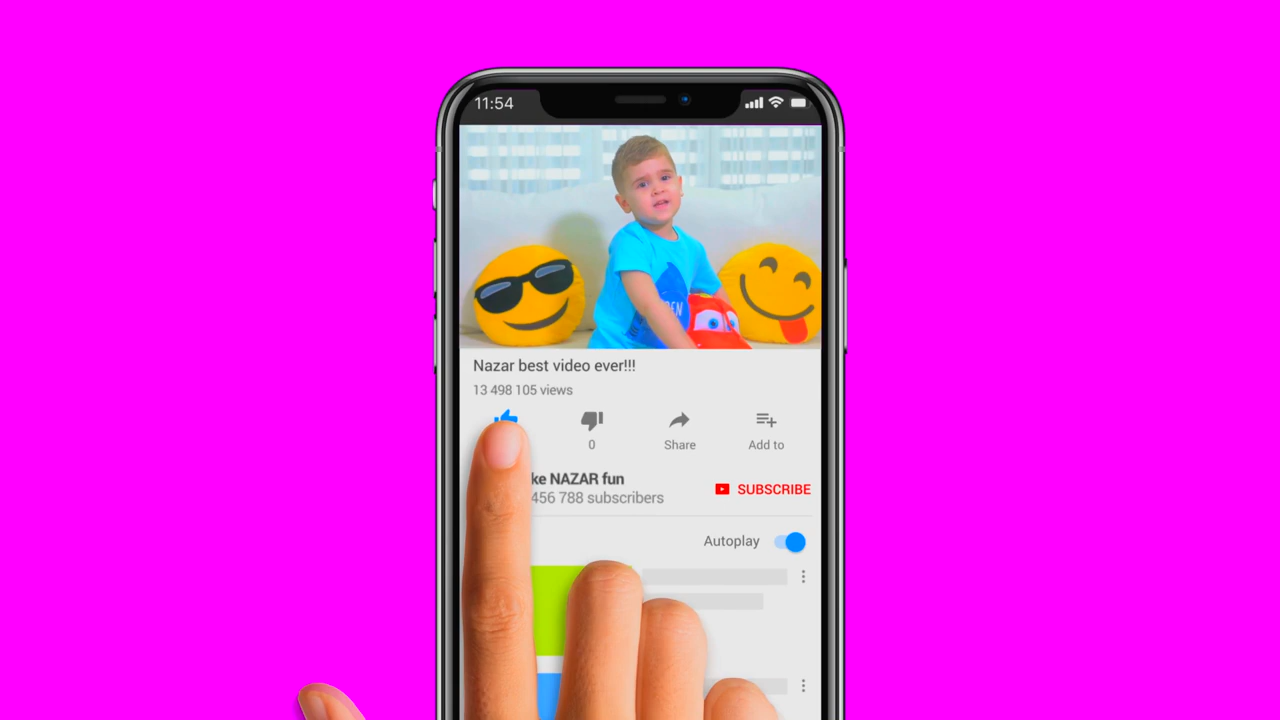 11:54
Nazar best video ever!!!
13 498 105 views
0
Share
Add to
NAZAR fun
456 788 subscribers
SUBSCRIBE
Autoplay